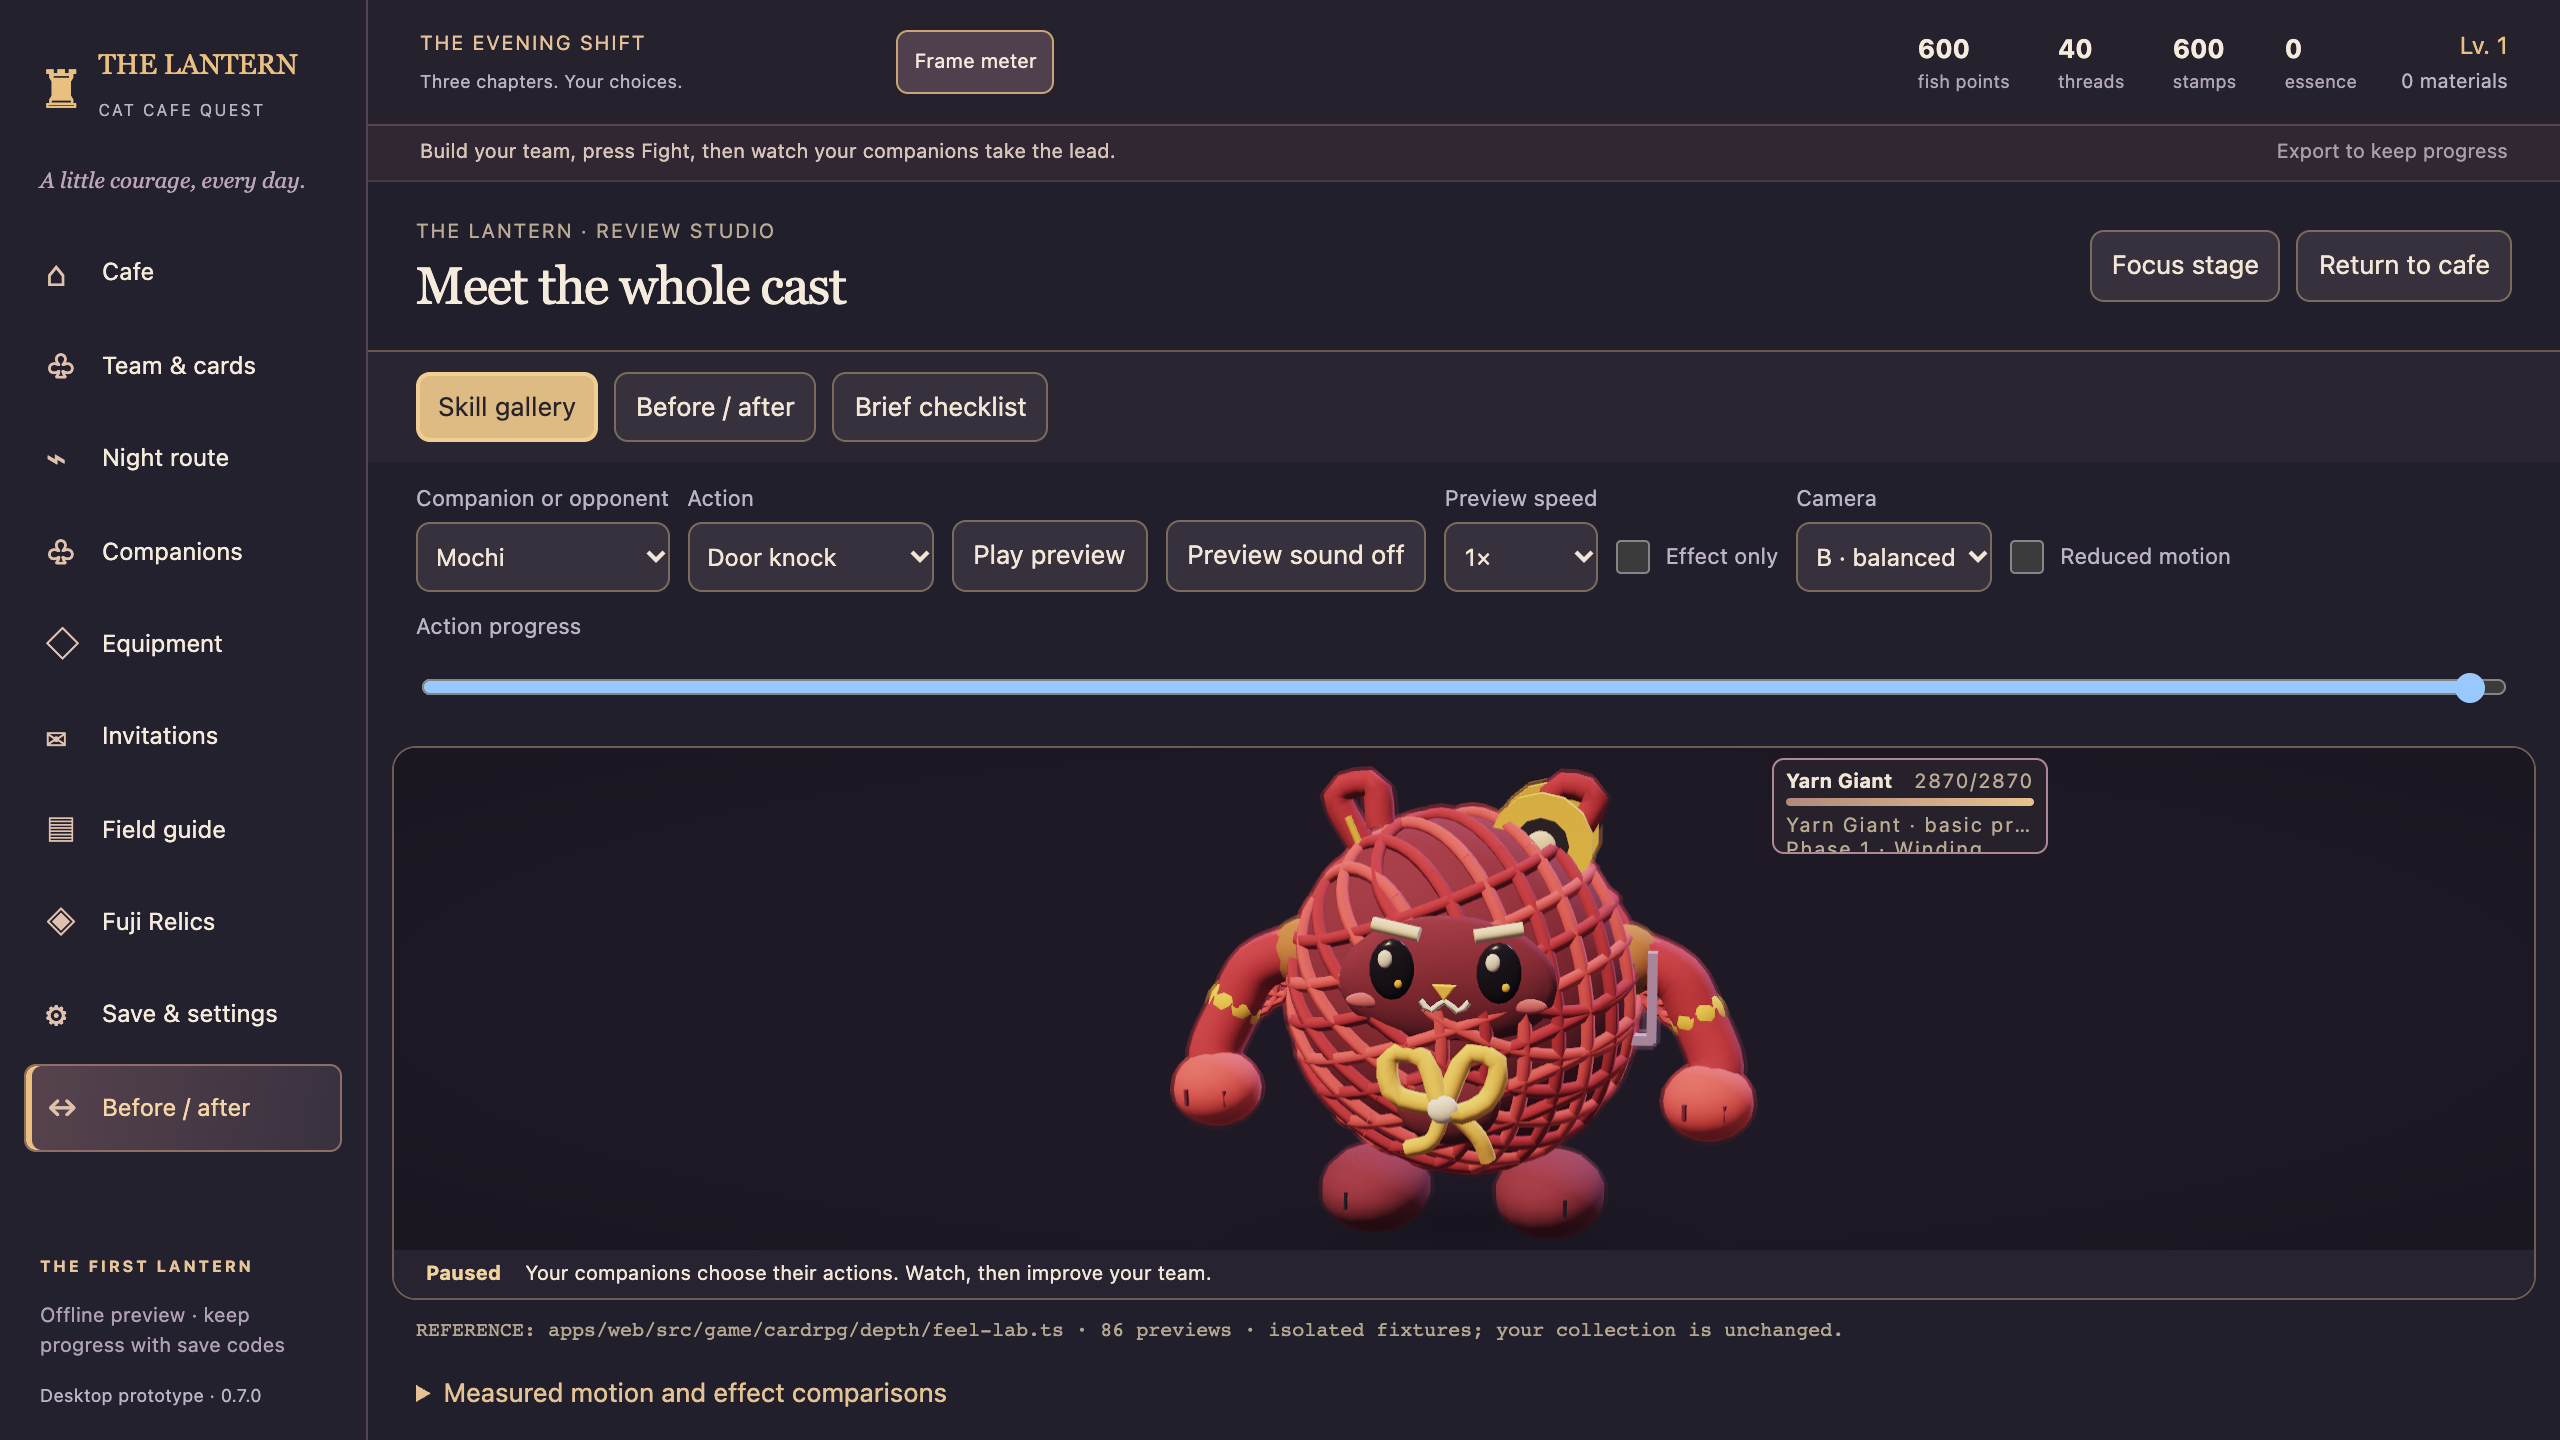 THE LANTERN
CAT CAFE QUEST
A little courage, every day.
Cafe
Team & cards
Night route
Companions
Equipment
Invitations
Field guide
Fuji Relics
Save & settings
Before / after
THE FIRST LANTERN
Offline preview · keep
progress with save codes
Desktop prototype · 0.7.0
THE EVENING SHIFT
Three chapters. Your choices.
Frame meter
600 fish points
40 threads
600 stamps
0 essence
Lv. 1
0 materials
Build your team, press Fight, then watch your companions take the lead.
Export to keep progress
THE LANTERN · REVIEW STUDIO
Meet the whole cast
Focus stage
Return to cafe
Skill gallery
Before / after
Brief checklist
Companion or opponent
Mochi
Action
Door knock
Play preview
Preview sound off
Preview speed
1×
Effect only
Camera
B · balanced
Reduced motion
Action progress
Yarn Giant 2870/2870
Yarn Giant · basic pr…
Phase 1 · Winding
Paused Your companions choose their actions. Watch, then improve your team.
REFERENCE: apps/web/src/game/cardrpg/depth/feel-lab.ts · 86 previews · isolated fixtures; your collection is unchanged.
Measured motion and effect comparisons